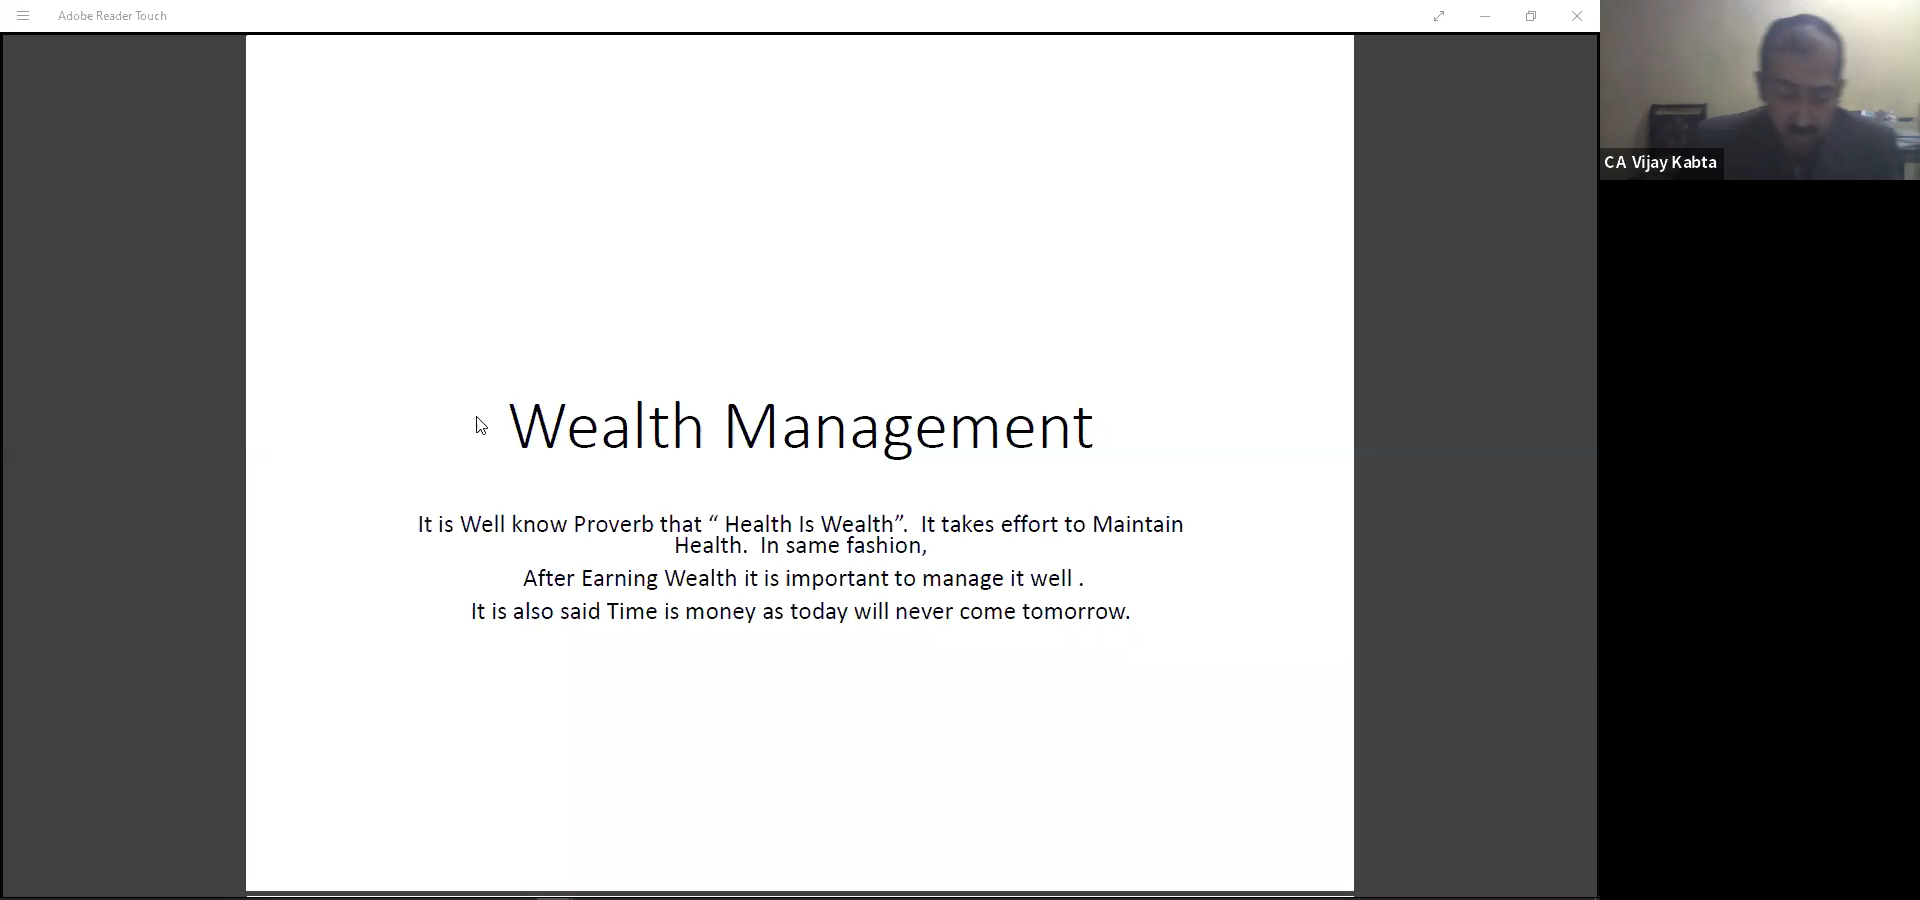 Adobe Reader Touch
CA Vijay Kabta
Wealth Management
It is Well know Proverb that “ Health Is Wealth”.  It takes effort to Maintain
Health.  In same fashion,
After Earning Wealth it is important to manage it well .
It is also said Time is money as today will never come tomorrow.